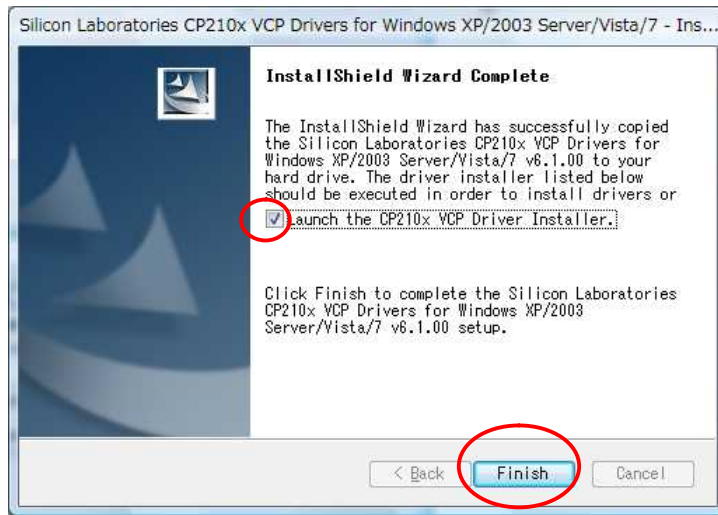 Silicon Laboratories CP210x VCP Drivers for Windows XP/2003 Server/Vista/7 - Ins...
InstallShield Wizard Complete
The InstallShield Wizard has successfully copied
the Silicon Laboratories CP210x VCP Drivers for
Windows XP/2003 Server/Vista/7 v6.1.00 to your
hard drive. The driver installer listed below
should be executed in order to install drivers or
Launch the CP210x VCP Driver Installer.
Click Finish to complete the Silicon Laboratories
CP210x VCP Drivers for Windows XP/2003
Server/Vista/7 v6.1.00 setup.
< Back Finish Cancel